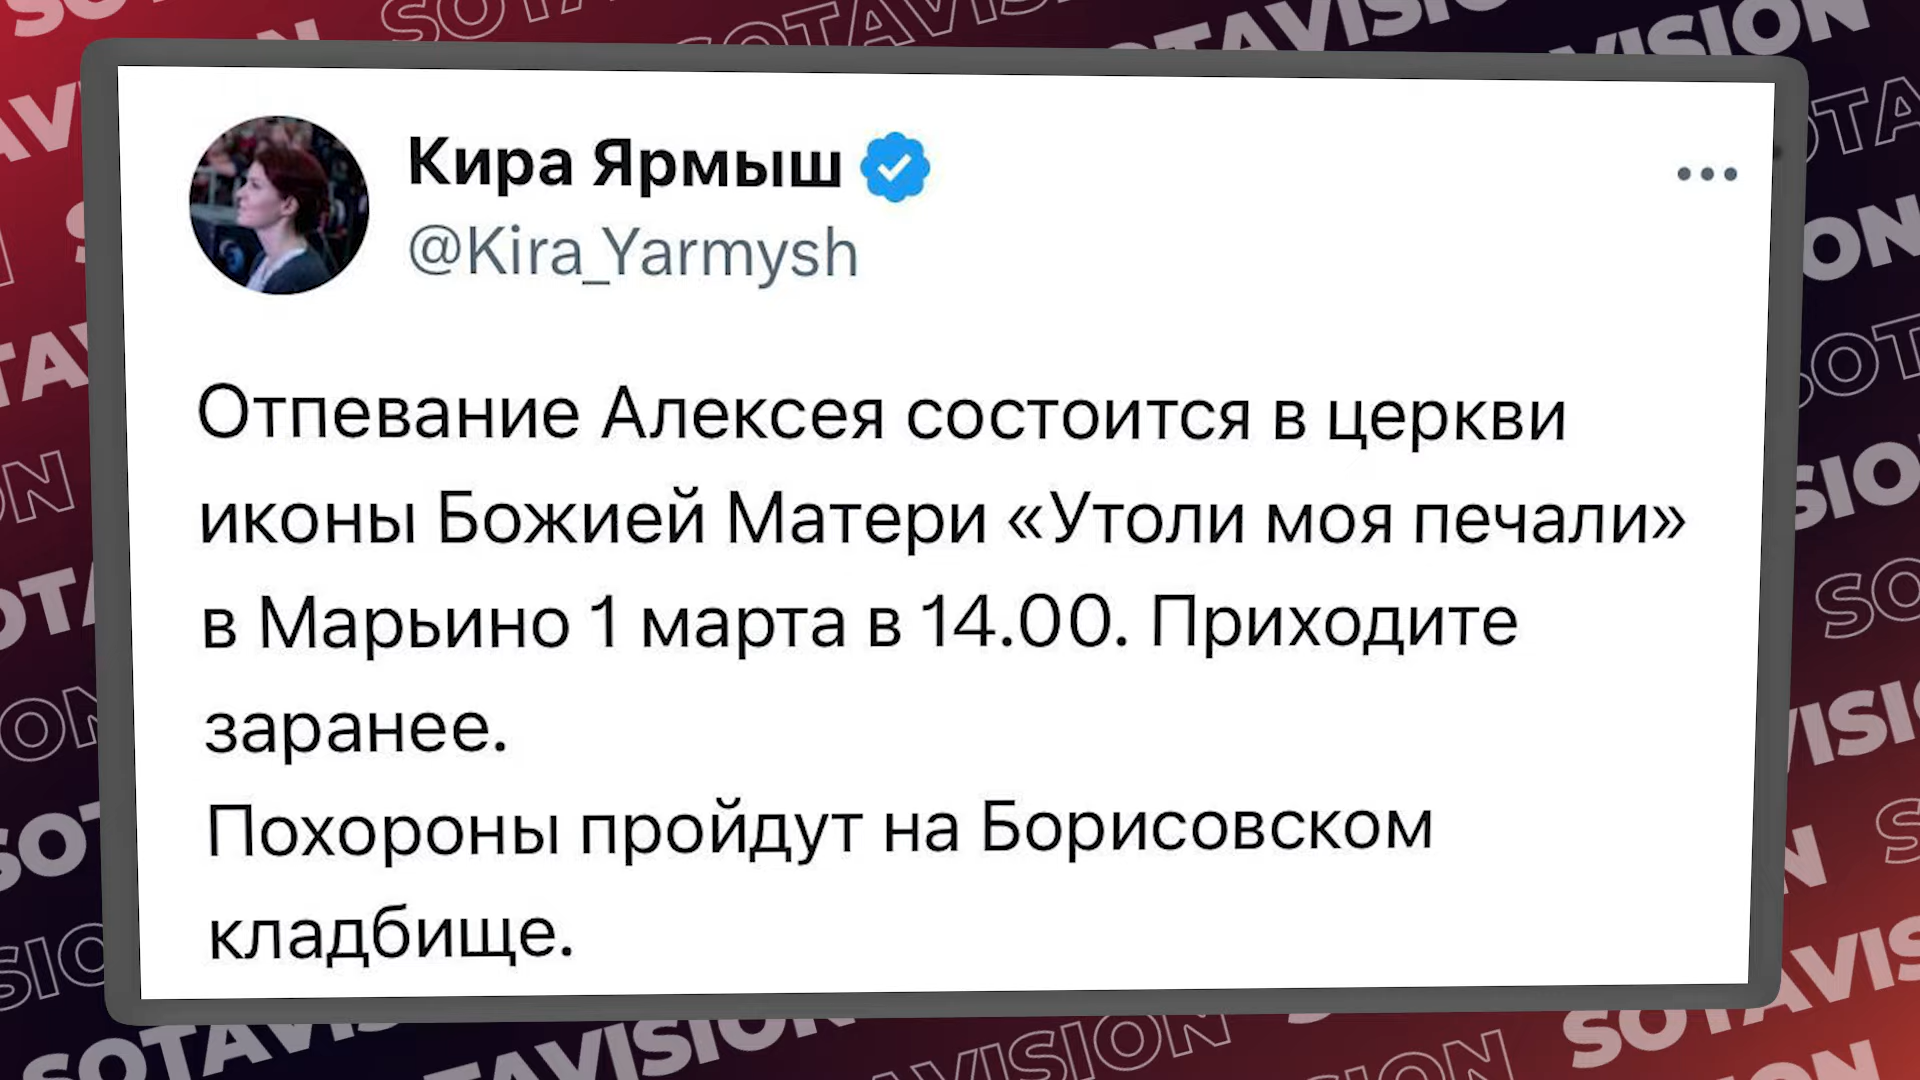 Кира Ярмыш
@Kira_Yarmysh
Отпевание Алексея состоится в церкви
иконы Божией Матери «Утоли моя печали»
в Марьино 1 марта в 14.00. Приходите
заранее.
Похороны пройдут на Борисовском
кладбище.
SOTAVISION